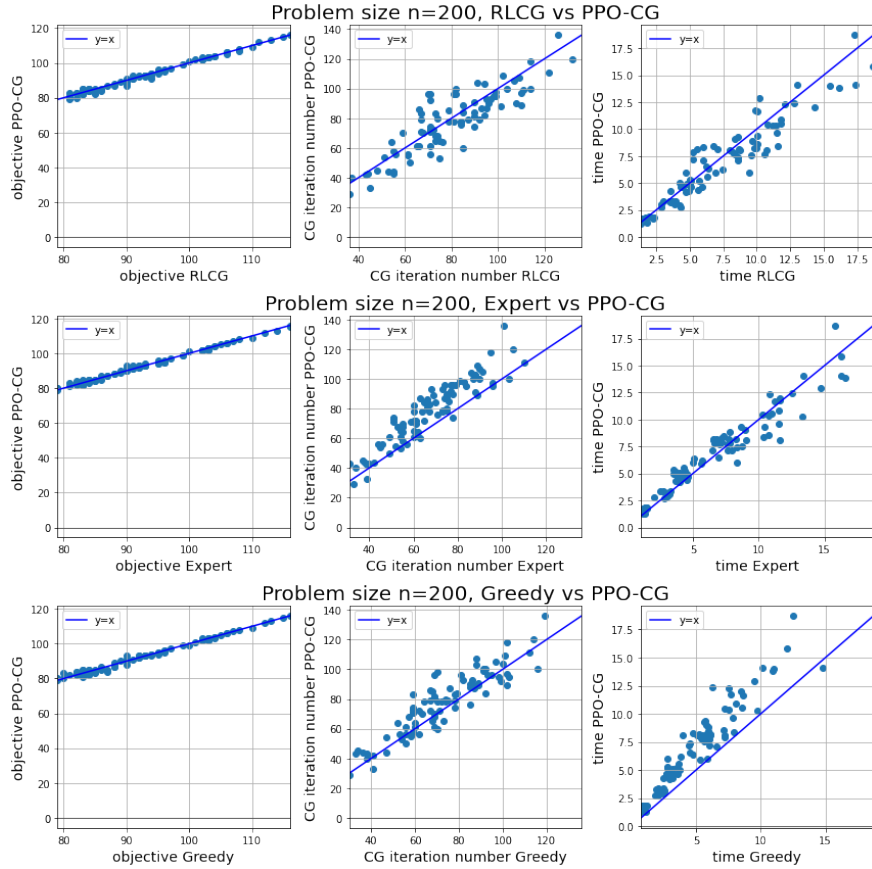 Problem size n=200, RLCG vs PPO-CG
y=x
120
100
80
60
40
20
0
80 90 100 110
objective PPO-CG
objective RLCG
y=x
140
120
100
80
60
40
20
0
40 60 80 100 120
CG iteration number PPO-CG
CG iteration number RLCG
y=x
17.5
15.0
12.5
10.0
7.5
5.0
2.5
0.0
2.5 5.0 7.5 10.0 12.5 15.0 17.5
time PPO-CG
time RLCG
Problem size n=200, Expert vs PPO-CG
y=x
120
100
80
60
40
20
0
80 90 100 110
objective PPO-CG
objective Expert
y=x
140
120
100
80
60
40
20
0
40 60 80 100 120
CG iteration number PPO-CG
CG iteration number Expert
y=x
17.5
15.0
12.5
10.0
7.5
5.0
2.5
0.0
5 10 15
time PPO-CG
time Expert
Problem size n=200, Greedy vs PPO-CG
y=x
120
100
80
60
40
20
0
80 90 100 110
objective PPO-CG
objective Greedy
y=x
140
120
100
80
60
40
20
0
40 60 80 100 120
CG iteration number PPO-CG
CG iteration number Greedy
y=x
17.5
15.0
12.5
10.0
7.5
5.0
2.5
0.0
5 10 15
time PPO-CG
time Greedy